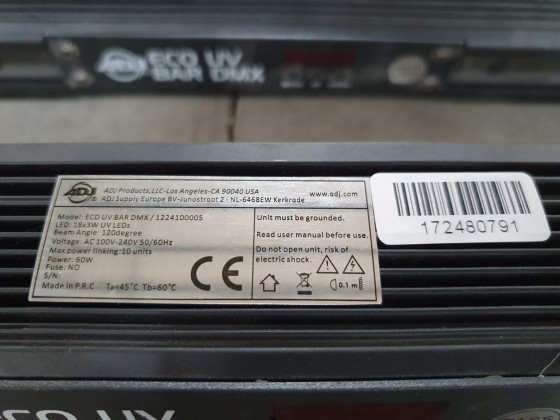 ADJ
ECO UV
BAR DMX
ADJ
ADJ Products,LLC-Los Angeles-CA 90040 USA
www.adj.com
ADJ Supply Europe BV-Junostraat 2 - NL-6468EW Kerkrade
Model: ECO UV BAR DMX / 1224100005
LED: 18x3W UV LEDs
Beam Angle: 120degree
Voltage: AC 100V-240V 50/60Hz
Max power linking:10 units
Power: 60W
Fuse: NO
S/N:
Made in P.R.C Ta=45°C Tb=60°C
CE
Unit must be grounded.
Read user manual before use.
Do not open unit, risk of
electric shock.
0.1 m
172480791
ECO UV